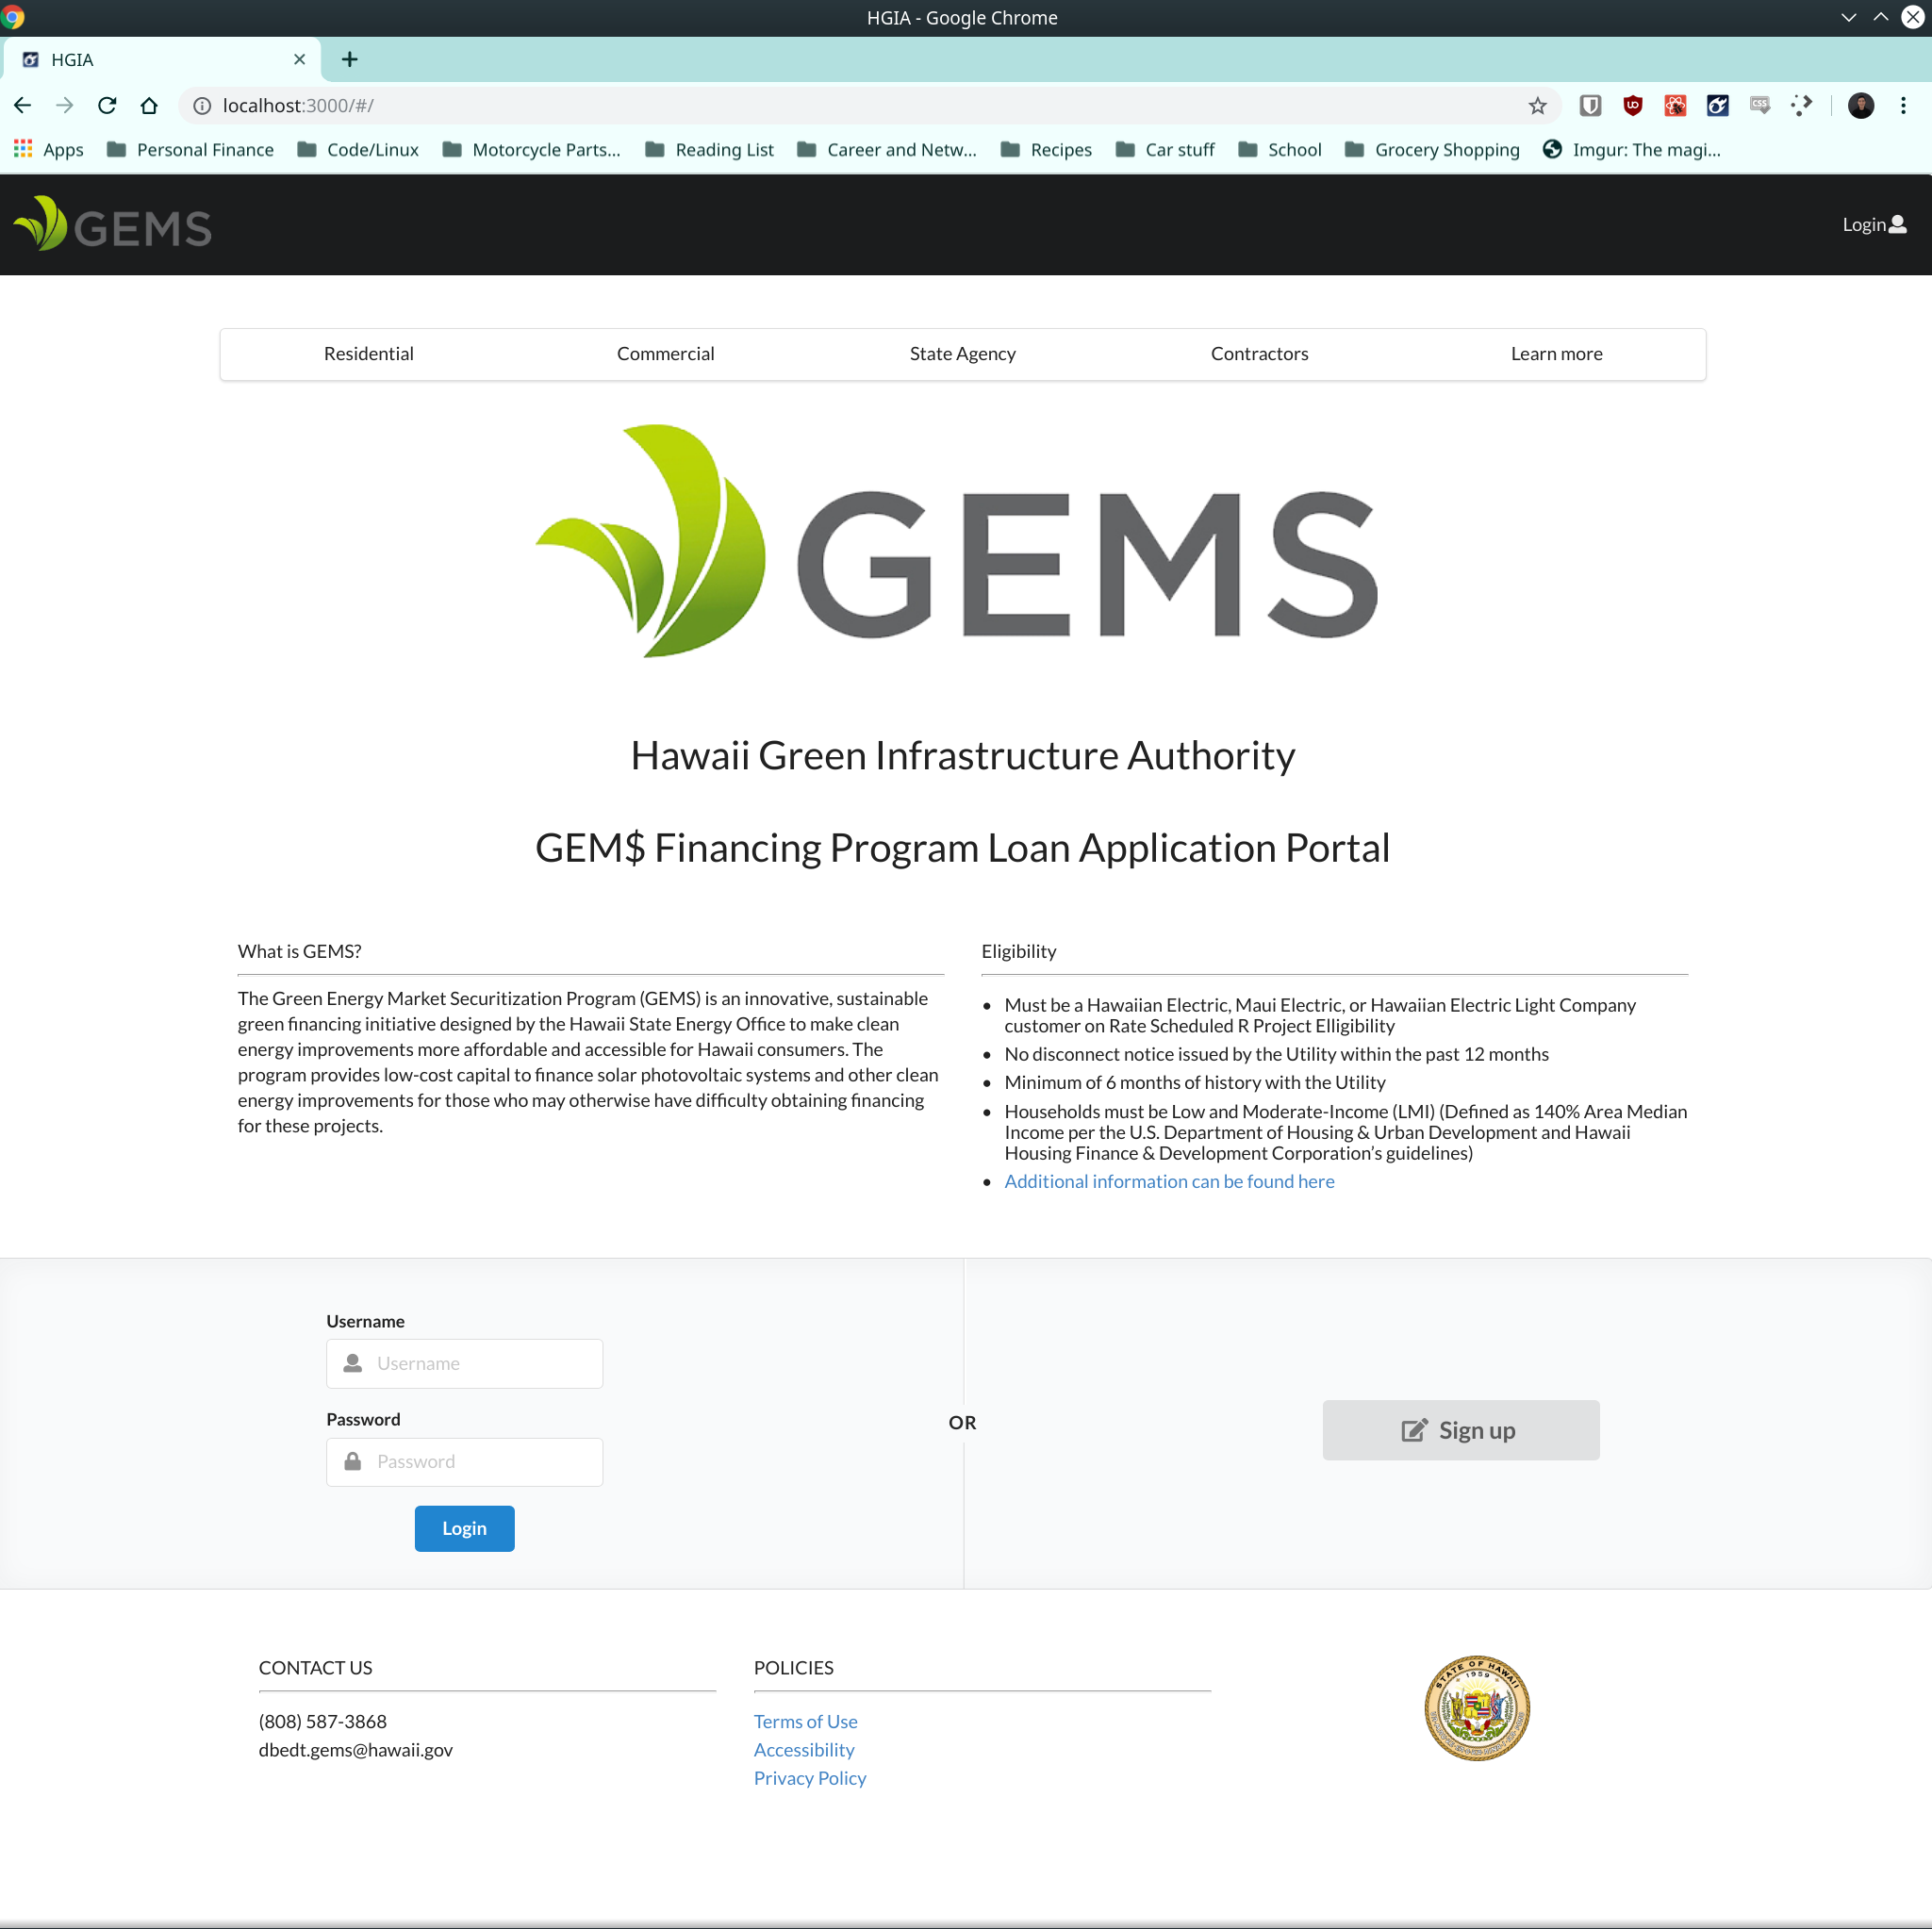 HGIA - Google Chrome
HGIA
localhost:3000/#/
Apps Personal Finance Code/Linux Motorcycle Parts... Reading List Career and Netw... Recipes Car stuff School Grocery Shopping Imgur: The magi...
GEMS
Login
Residential Commercial State Agency Contractors Learn more
GEMS
Hawaii Green Infrastructure Authority
GEM$ Financing Program Loan Application Portal
What is GEMS?
The Green Energy Market Securitization Program (GEMS) is an innovative, sustainable
green financing initiative designed by the Hawaii State Energy Office to make clean
energy improvements more affordable and accessible for Hawaii consumers. The
program provides low-cost capital to finance solar photovoltaic systems and other clean
energy improvements for those who may otherwise have difficulty obtaining financing
for these projects.
Eligibility
• Must be a Hawaiian Electric, Maui Electric, or Hawaiian Electric Light Company
customer on Rate Scheduled R Project Elligibility
• No disconnect notice issued by the Utility within the past 12 months
• Minimum of 6 months of history with the Utility
• Households must be Low and Moderate-Income (LMI) (Defined as 140% Area Median
Income per the U.S. Department of Housing & Urban Development and Hawaii
Housing Finance & Development Corporation's guidelines)
• Additional information can be found here
Username
Username
Password
Password
Login
OR
Sign up
CONTACT US
(808) 587-3868
dbedt.gems@hawaii.gov
POLICIES
Terms of Use
Accessibility
Privacy Policy
STATE OF HAWAII
1959